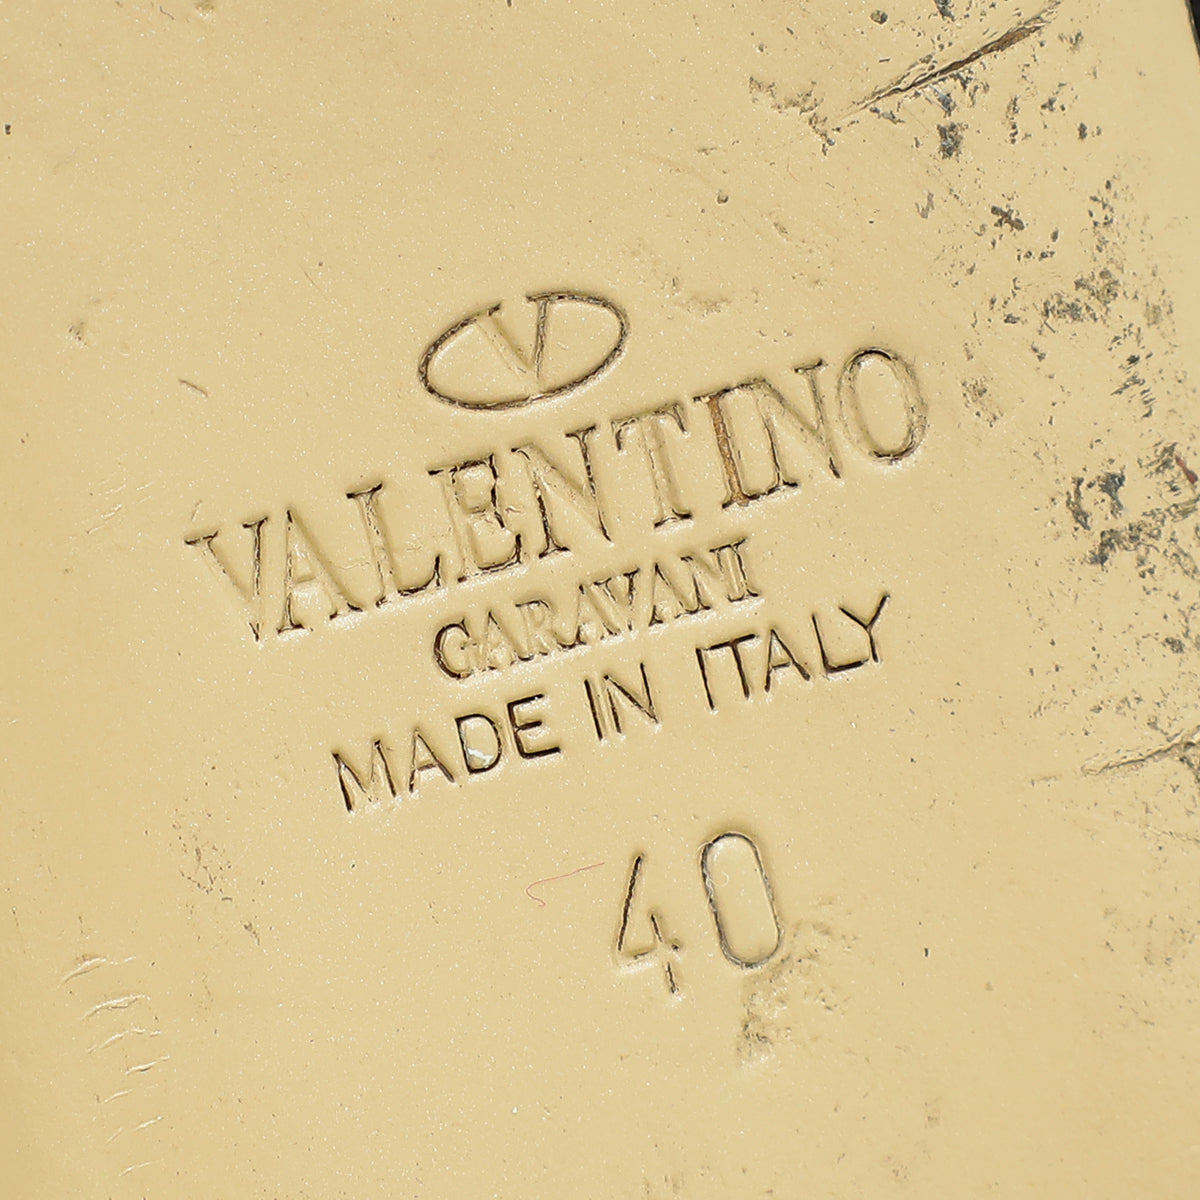 V
VALENTINO
GARAVANI
MADE IN ITALY
40